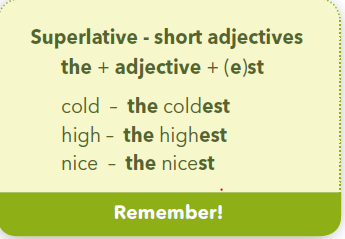 Superlative - short adjectives
the + adjective + (e)st
cold – the coldest
high – the highest
nice – the nicest
Remember!